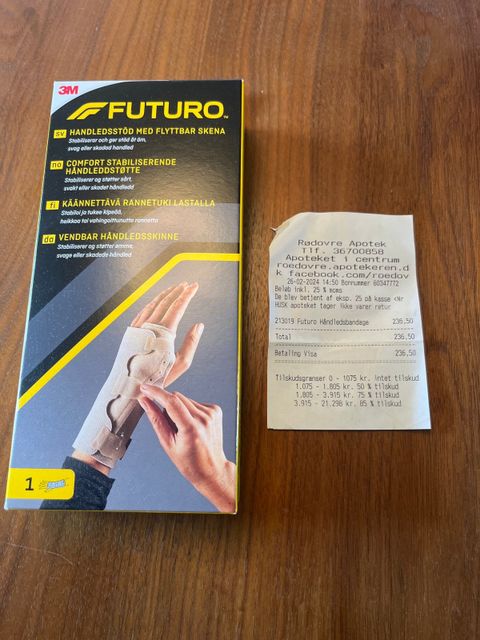 3M
FUTURO™
sv HANDLEDSSTÖD MED FLYTTBAR SKENA
Stabiliserar och ger stöd åt öm,
svag eller skadad handled
no COMFORT STABILISERENDE
HÅNDLEDDSTØTTE
Stabiliserer og støtter sårt,
svakt eller skadet håndledd
fi KÄÄNNETTÄVÄ RANNETUKI LASTALLA
Stabiloi ja tukee kipeää,
heikkoa tai vahingoittunutta rannetta
da VENDBAR HÅNDLEDSSKINNE
Stabiliserer og støtter ømme,
svage eller skadede håndled
1
Rødovre Apotek
Tlf. 36700858
Apoteket i centrum
roedovre.apotekeren.d
k facebook.com/roedov
26-02-2024 14:50 Bonnummer 60347772
Beløb inkl. 25 % moms
De blev betjent af eksp. 25 på kasse
HUSK apoteket tager ikke varer retur
213019 Futuro Håndledsbandage 236,50
Total 236,50
Betaling Visa 236,50
Tilskudsgrænser 0 - 1075 kr. intet tilskud
1.075 - 1.805 kr. 50 % tilskud
1.805 - 3.915 kr. 75 % tilskud
3.915 - 21.298 kr. 85 % tilskud